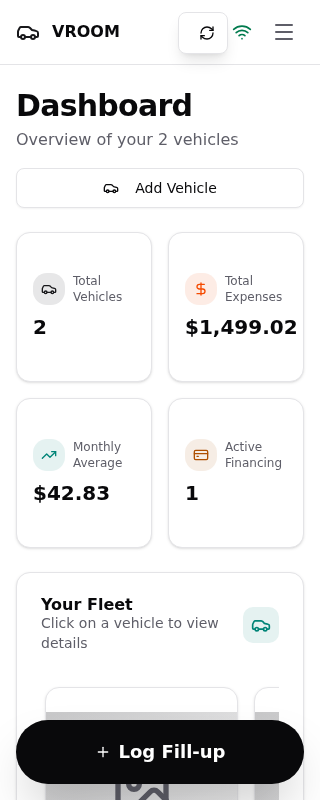 VROOM
Dashboard
Overview of your 2 vehicles
Add Vehicle
Total
Vehicles
2
Total
Expenses
$1,499.02
Monthly
Average
$42.83
Active
Financing
1
Your Fleet
Click on a vehicle to view
details
+ Log Fill-up